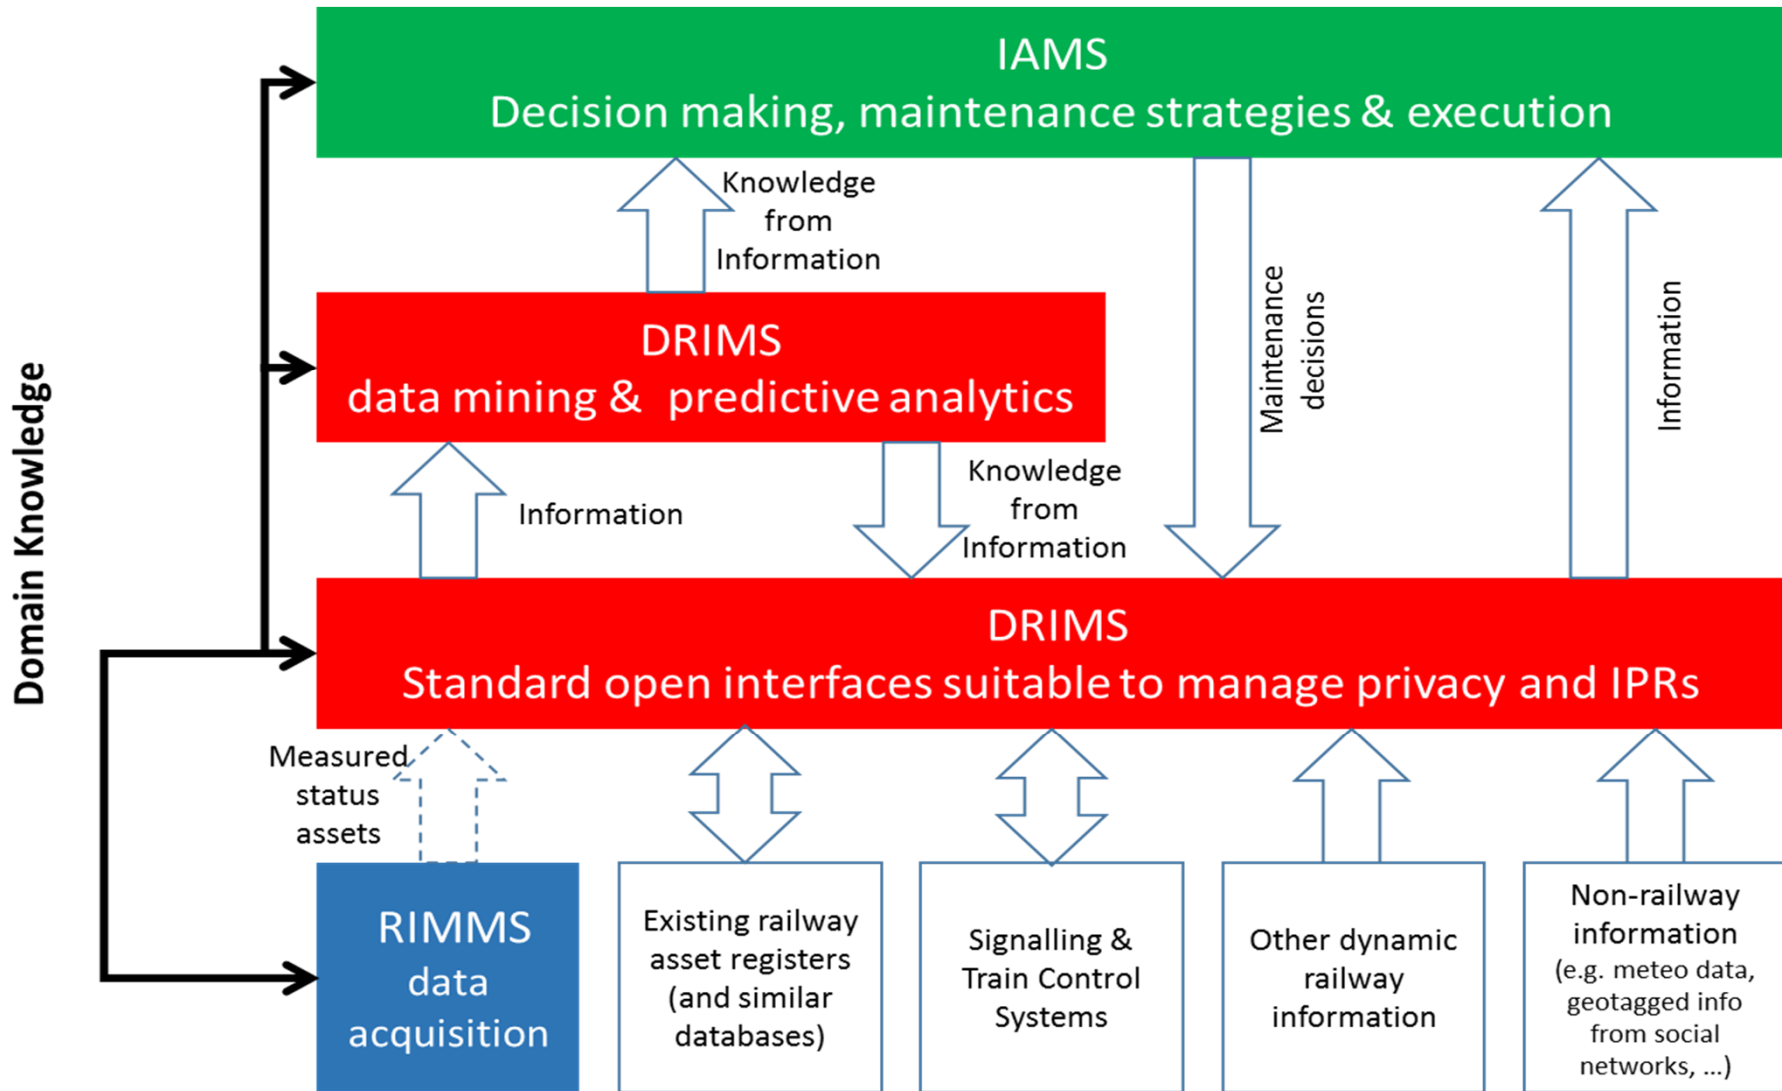 IAMS
Decision making, maintenance strategies & execution
Knowledge
from
Information
Maintenance
decisions
Information
DRIMS
data mining & predictive analytics
Domain Knowledge
Information
Knowledge
from
Information
DRIMS
Standard open interfaces suitable to manage privacy and IPRs
Measured
status
assets
RIMMS
data
acquisition
Existing railway
asset registers
(and similar
databases)
Signalling &
Train Control
Systems
Other dynamic
railway
information
Non-railway
information
(e.g. meteo data,
geotagged info
from social
networks, ...)